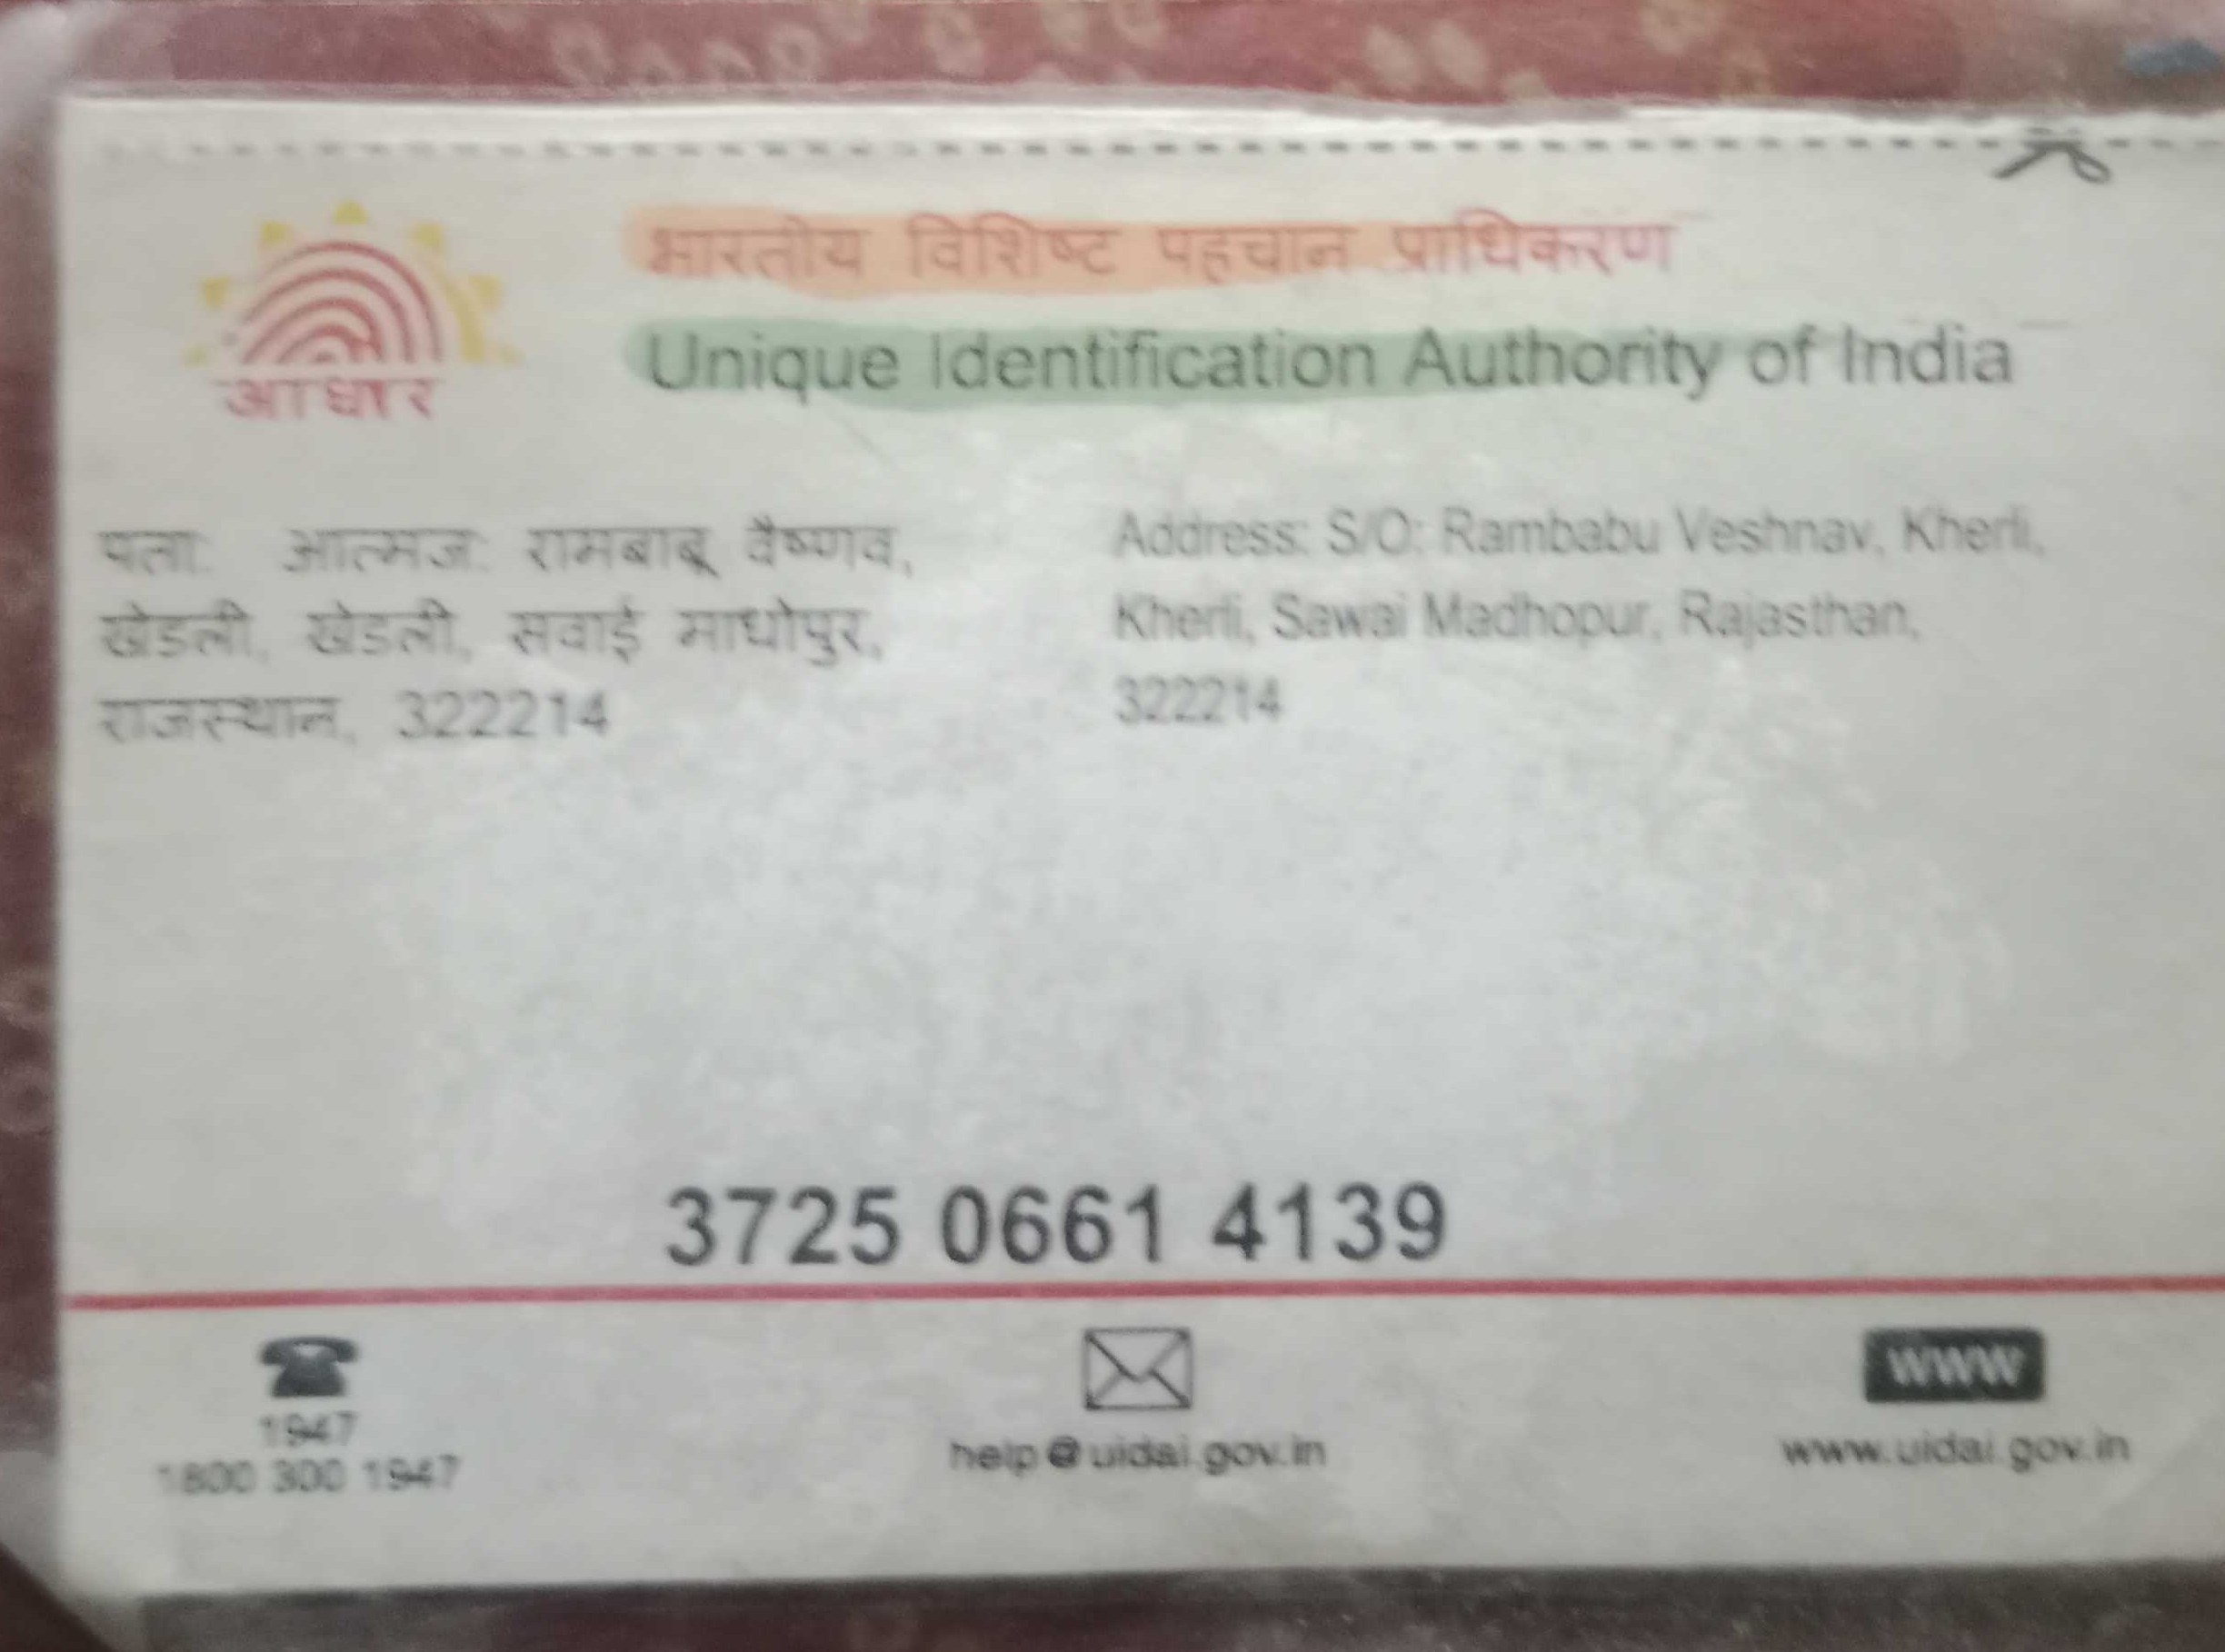 भारतीय विशिष्ट पहचान प्राधिकरण
Unique Identification Authority of India
आधार
पता: आत्मज: रामबाबू वैष्णव,
खेडली, खेडली, सवाई माधोपुर,
राजस्थान, 322214
Address: S/O: Rambabu Veshnav, Kherli,
Kherli, Sawai Madhopur, Rajasthan,
322214
3725 0661 4139
1947
1800 300 1947
help@uidai.gov.in
www
www.uidai.gov.in